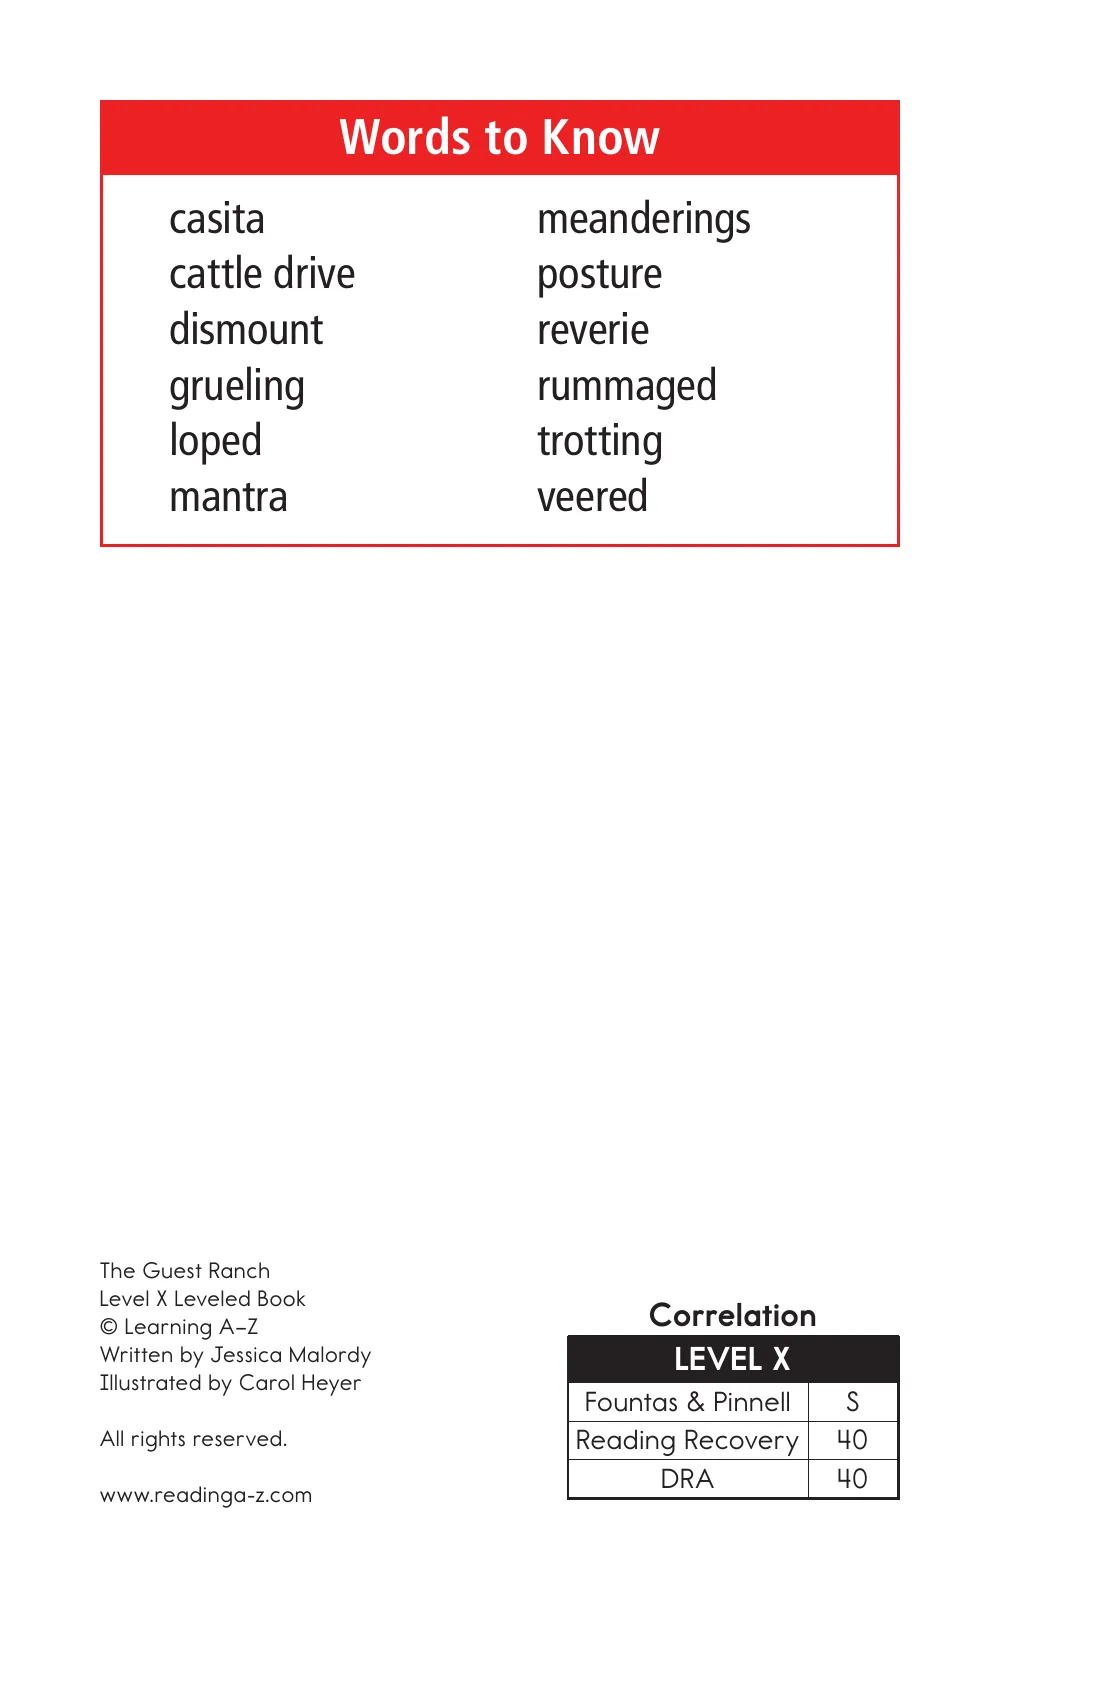 Words to Know
casita
cattle drive
dismount
grueling
loped
mantra
meanderings
posture
reverie
rummaged
trotting
veered
The Guest Ranch
Level X Leveled Book
© Learning A–Z
Written by Jessica Malordy
Illustrated by Carol Heyer
All rights reserved.
www.readinga-z.com
Correlation
LEVEL X
Fountas & Pinnell S
Reading Recovery 40
DRA 40